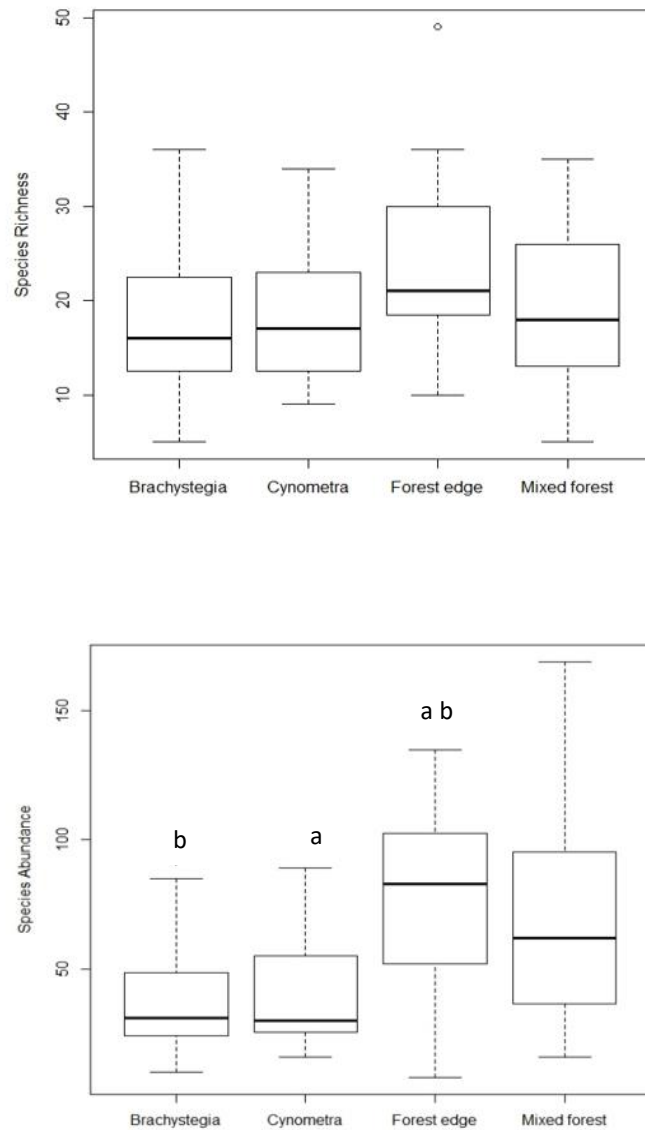 50
40
30
20
10
Species Richness
Brachystegia Cynometra Forest edge Mixed forest
150
100
50
Species Abundance
a b
b a
Brachystegia Cynometra Forest edge Mixed forest